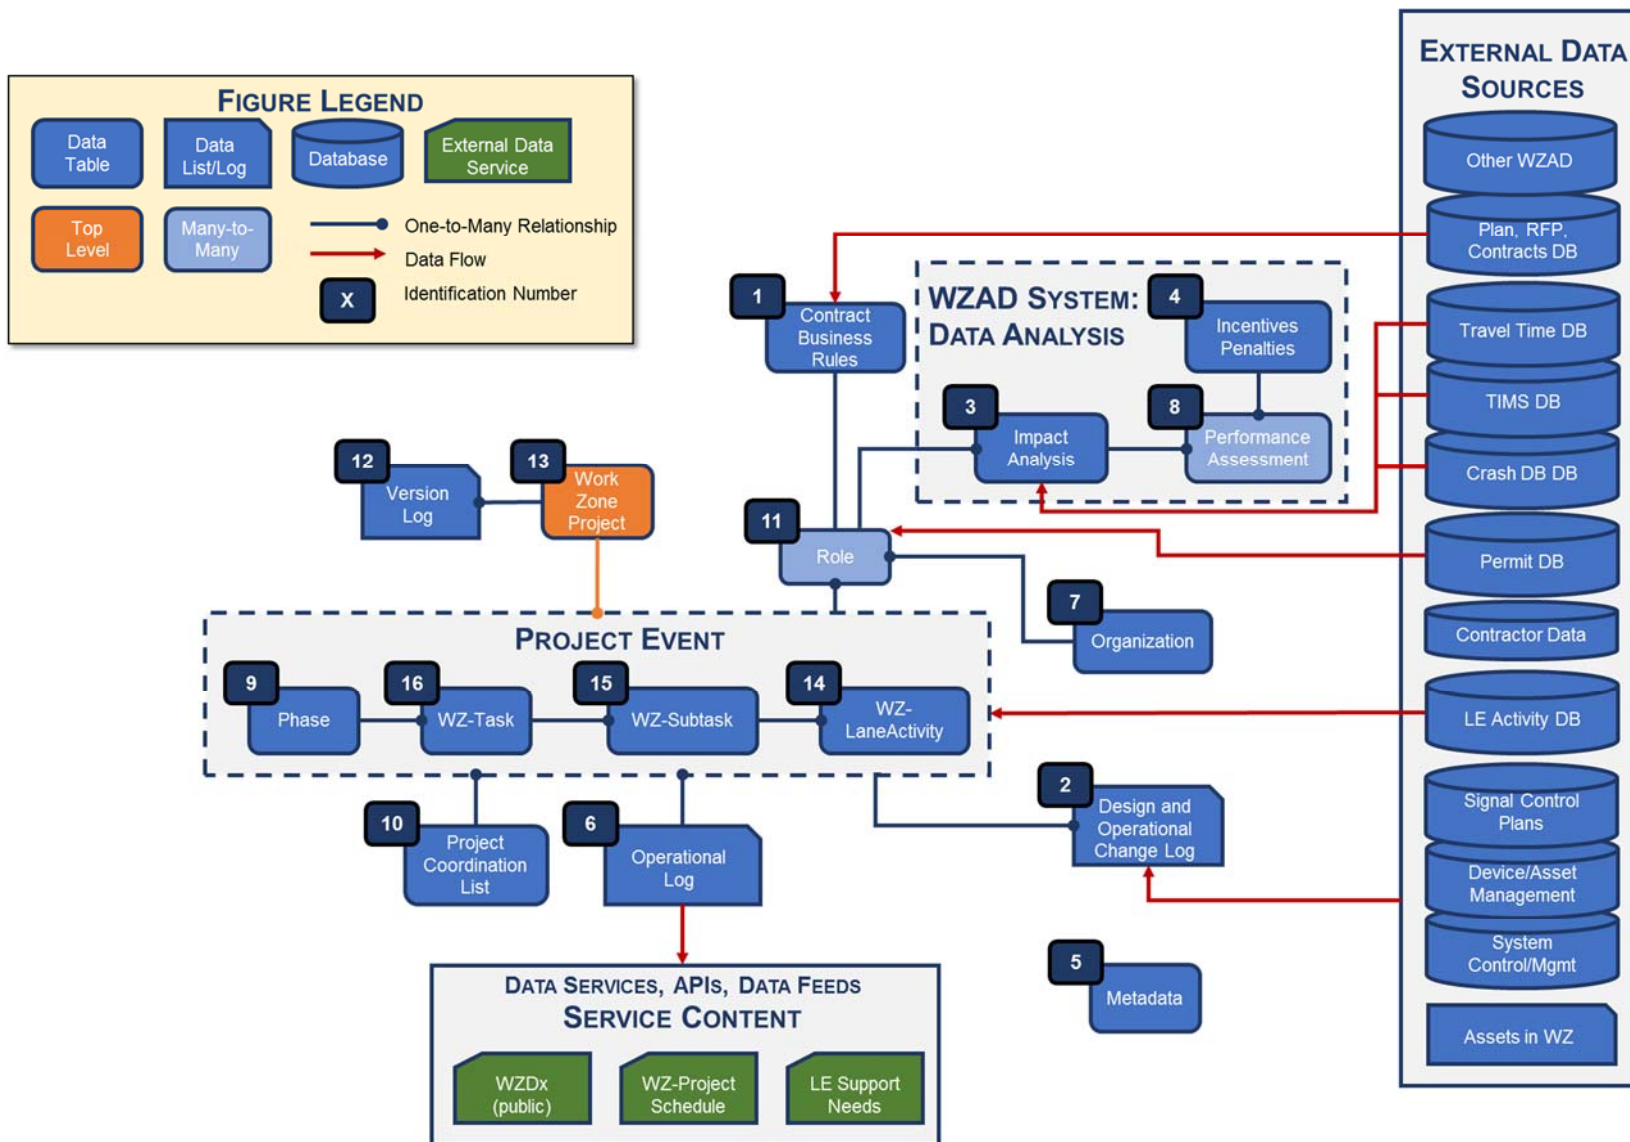 FIGURE LEGEND
Data
Table
Data
List/Log
Database
External Data
Service
Top
Level
Many-to-
Many
One-to-Many Relationship
Data Flow
X
Identification Number
1
Contract
Business
Rules
WZAD SYSTEM:
DATA ANALYSIS
4
Incentives
Penalties
3
Impact
Analysis
8
Performance
Assessment
12
Version
Log
13
Work
Zone
Project
11
Role
7
Organization
PROJECT EVENT
9
Phase
16
WZ-Task
15
WZ-Subtask
14
WZ-
LaneActivity
10
Project
Coordination
List
6
Operational
Log
2
Design and
Operational
Change Log
5
Metadata
DATA SERVICES, APIS, DATA FEEDS
SERVICE CONTENT
WZDx
(public)
WZ-Project
Schedule
LE Support
Needs
EXTERNAL DATA
SOURCES
Other WZAD
Plan, RFP,
Contracts DB
Travel Time DB
TIMS DB
Crash DB DB
Permit DB
Contractor Data
LE Activity DB
Signal Control
Plans
Device/Asset
Management
System
Control/Mgmt
Assets in WZ